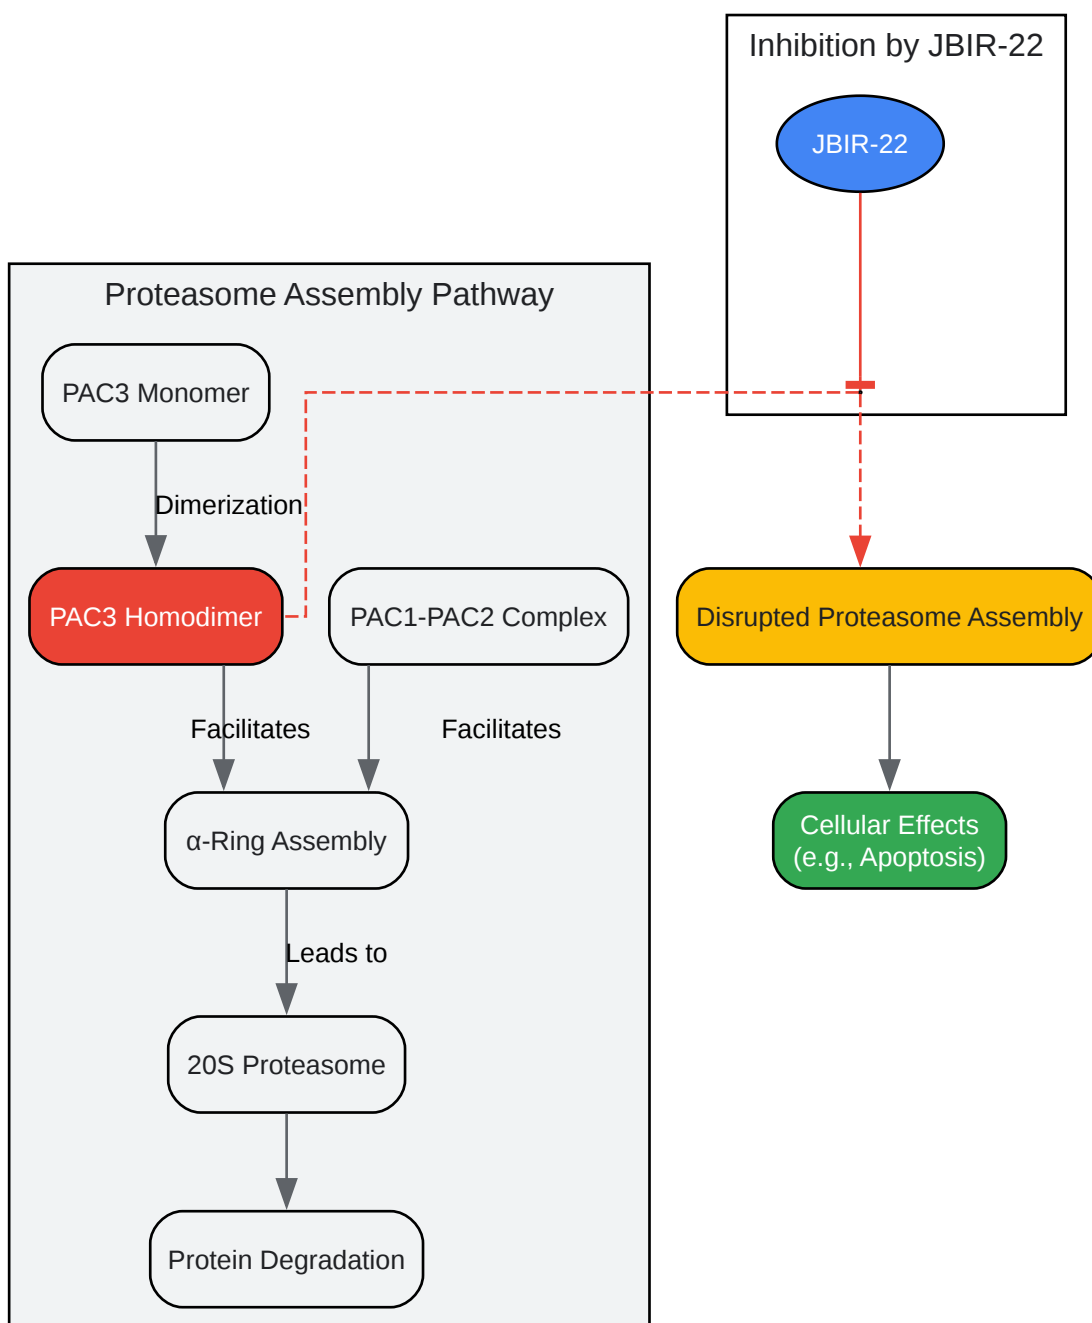 Inhibition by JBIR-22
JBIR-22
Proteasome Assembly Pathway
PAC3 Monomer
Dimerization
PAC3 Homodimer
PAC1-PAC2 Complex
Disrupted Proteasome Assembly
Facilitates
Facilitates
α-Ring Assembly
Cellular Effects
(e.g., Apoptosis)
Leads to
20S Proteasome
Protein Degradation